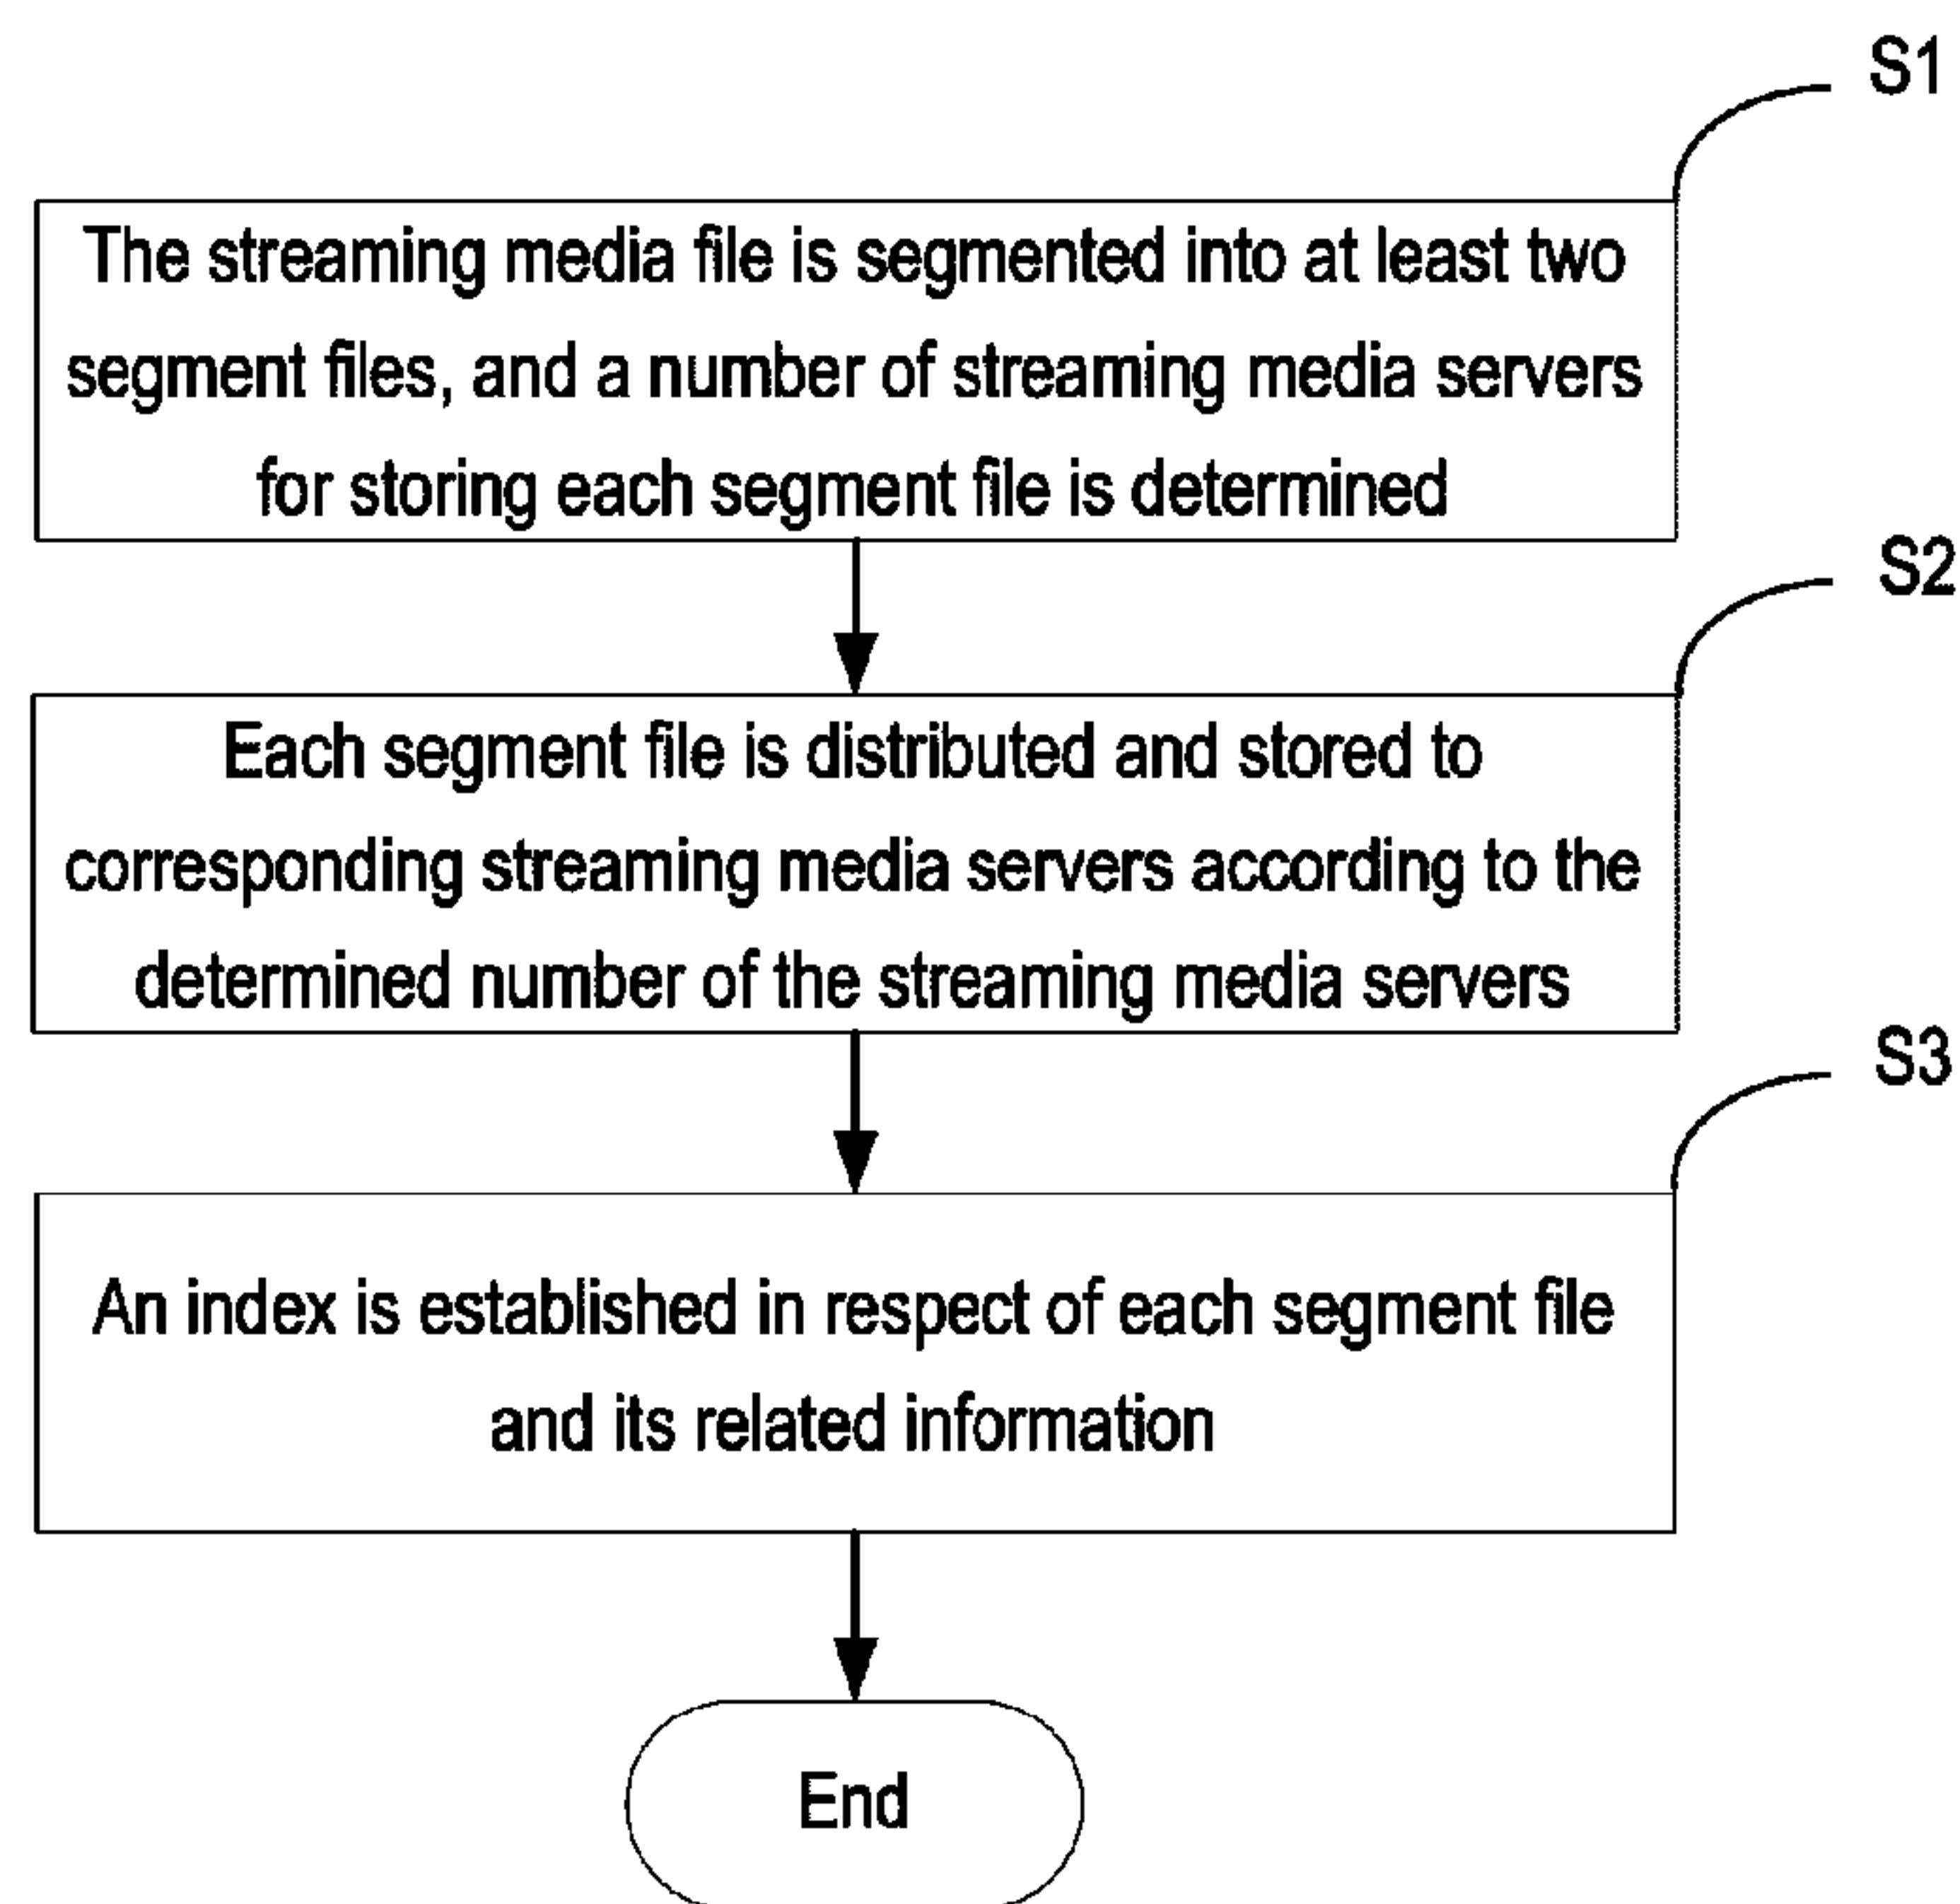 S1
The streaming media file is segmented into at least two
segment files, and a number of streaming media servers
for storing each segment file is determined
S2
Each segment file is distributed and stored to
corresponding streaming media servers according to the
determined number of the streaming media servers
S3
An index is established in respect of each segment file
and its related information
End